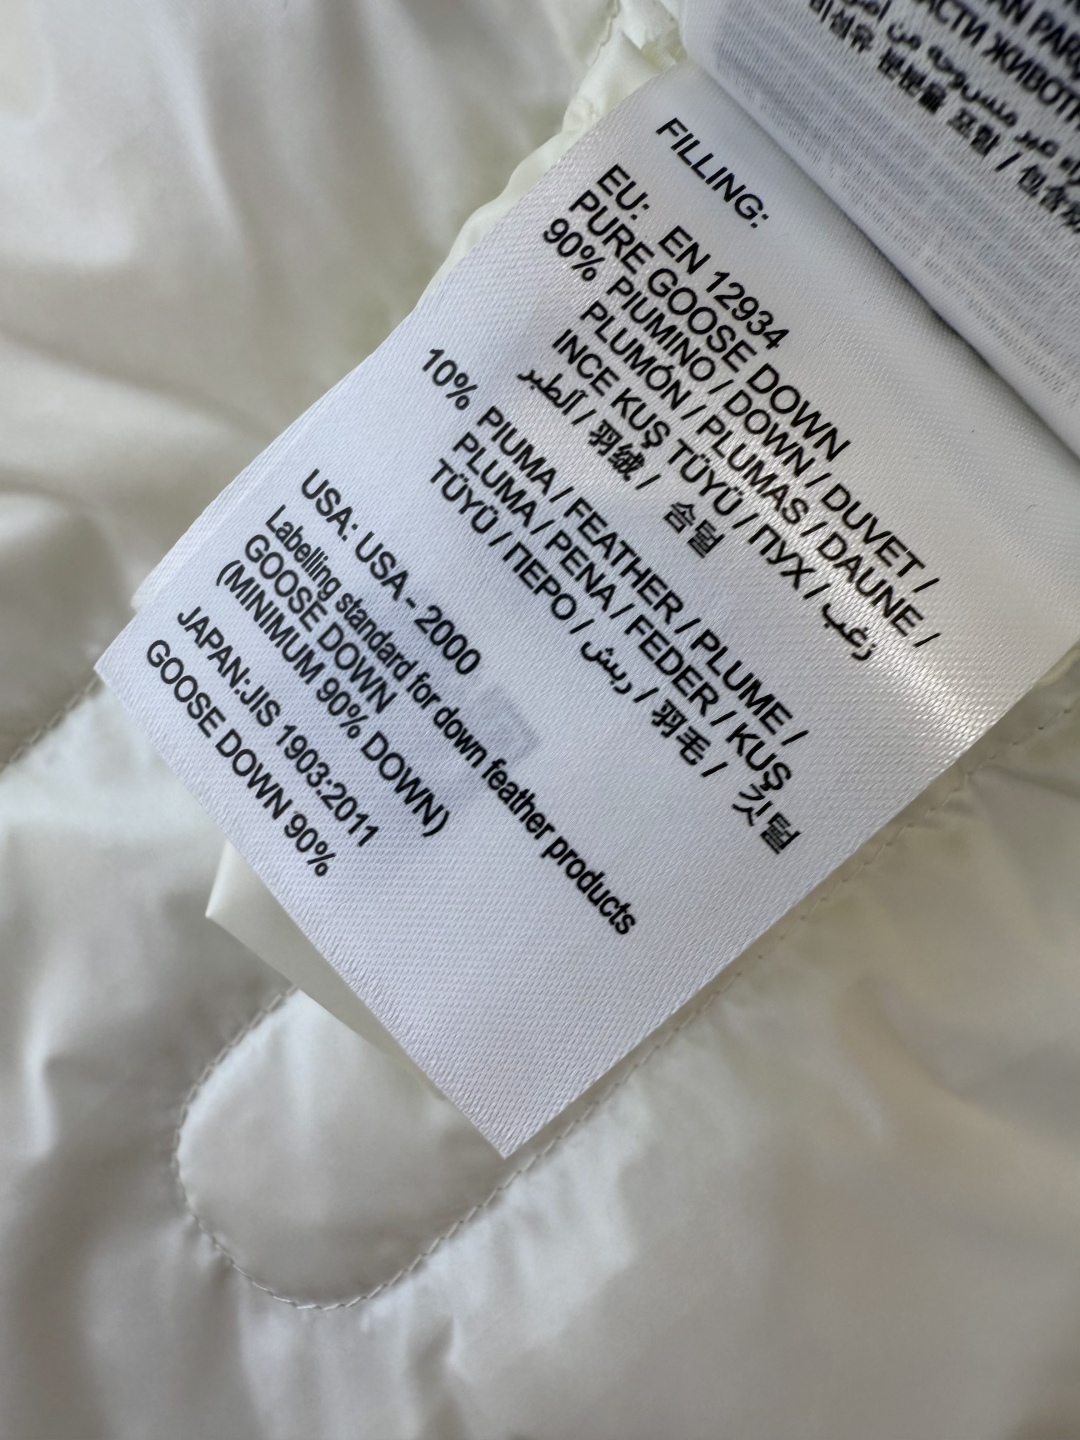 FILLING:
EU: EN 12934
PURE GOOSE DOWN
90% PIUMINO / DOWN / DUVET /
PLUMÓN / PLUMAS / DAUNE /
INCE KUŞ TÜYÜ / ПУХ / زغب
الطير / 羽绒 / 솜털
10% PIUMA / FEATHER / PLUME /
PLUMA / PENA / FEDER / KUŞ
TÜYÜ / ПЕРО / ريش / 羽毛 / 깃털
USA: USA - 2000
Labelling standard for down feather products
GOOSE DOWN
(MINIMUM 90% DOWN)
JAPAN:JIS 1903:2011
GOOSE DOWN 90%